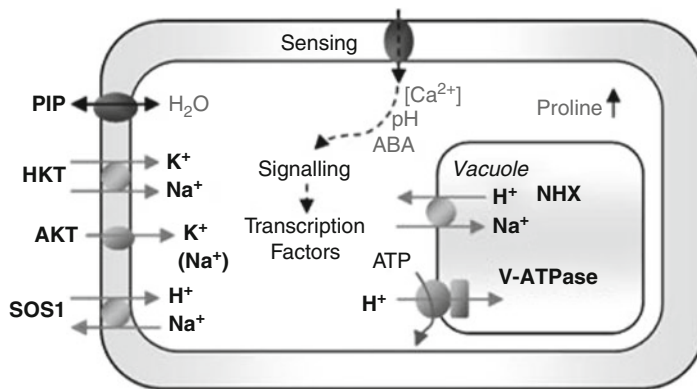 Sensing
PIP
H₂O
[Ca²⁺]
pH
ABA
Proline
HKT
K⁺
Na⁺
Signalling
Transcription
Factors
AKT
K⁺
(Na⁺)
SOS1
H⁺
Na⁺
Vacuole
H⁺ NHX
Na⁺
ATP
V-ATPase
H⁺